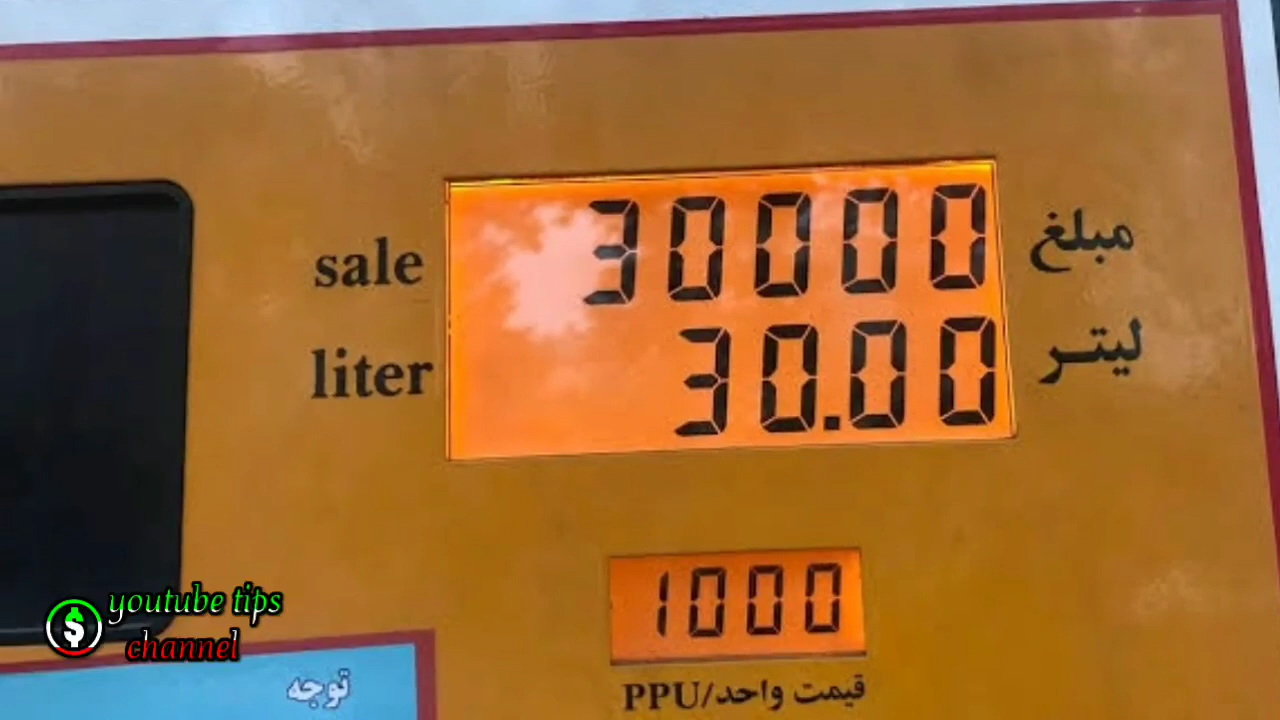 sale 30000 مبلغ
liter 30.00 لیتر
1000
PPU/قیمت واحد
توجه
$ youtube tips
channel